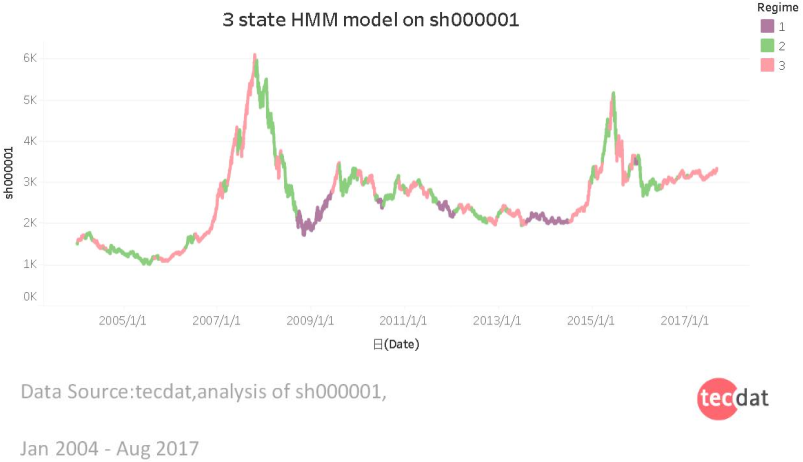 3 state HMM model on sh000001
Regime
1
2
3
6K
5K
4K
3K
2K
1K
0K
sh000001
2005/1/1 2007/1/1 2009/1/1 2011/1/1 2013/1/1 2015/1/1 2017/1/1
日(Date)
Data Source:tecdat,analysis of sh000001,
Jan 2004 - Aug 2017
tecdat